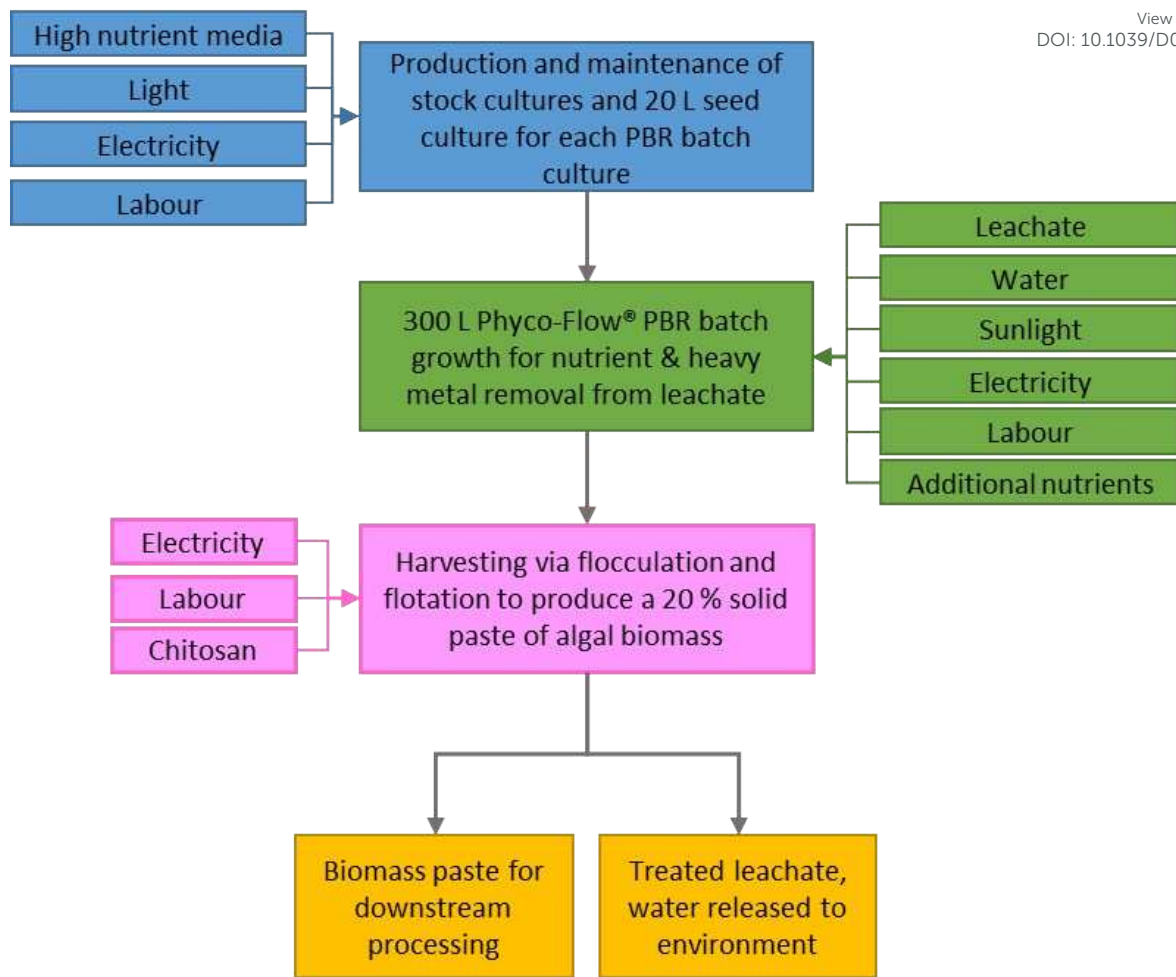 View
DOI: 10.1039/D0
High nutrient media
Light
Electricity
Labour
Production and maintenance of
stock cultures and 20 L seed
culture for each PBR batch
culture
Leachate
Water
Sunlight
Electricity
Labour
Additional nutrients
300 L Phyco-Flow® PBR batch
growth for nutrient & heavy
metal removal from leachate
Electricity
Labour
Chitosan
Harvesting via flocculation and
flotation to produce a 20 % solid
paste of algal biomass
Biomass paste for
downstream
processing
Treated leachate,
water released to
environment